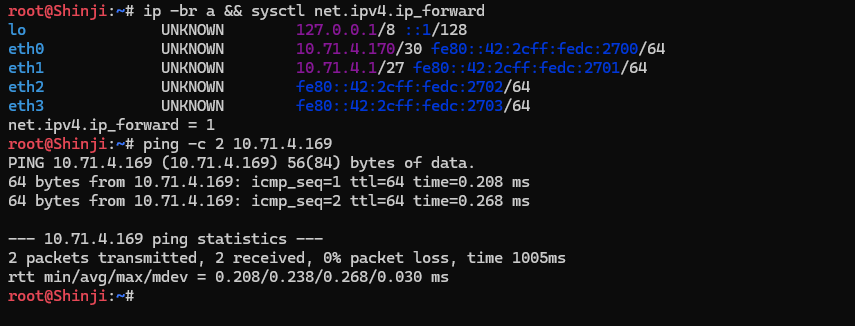 root@Shinji:~# ip -br a && sysctl net.ipv4.ip_forward
lo UNKNOWN 127.0.0.1/8 ::1/128
eth0 UNKNOWN 10.71.4.170/30 fe80::42:2cff:fedc:2700/64
eth1 UNKNOWN 10.71.4.1/27 fe80::42:2cff:fedc:2701/64
eth2 UNKNOWN fe80::42:2cff:fedc:2702/64
eth3 UNKNOWN fe80::42:2cff:fedc:2703/64
net.ipv4.ip_forward = 1
root@Shinji:~# ping -c 2 10.71.4.169
PING 10.71.4.169 (10.71.4.169) 56(84) bytes of data.
64 bytes from 10.71.4.169: icmp_seq=1 ttl=64 time=0.208 ms
64 bytes from 10.71.4.169: icmp_seq=2 ttl=64 time=0.268 ms

--- 10.71.4.169 ping statistics ---
2 packets transmitted, 2 received, 0% packet loss, time 1005ms
rtt min/avg/max/mdev = 0.208/0.238/0.268/0.030 ms
root@Shinji:~#